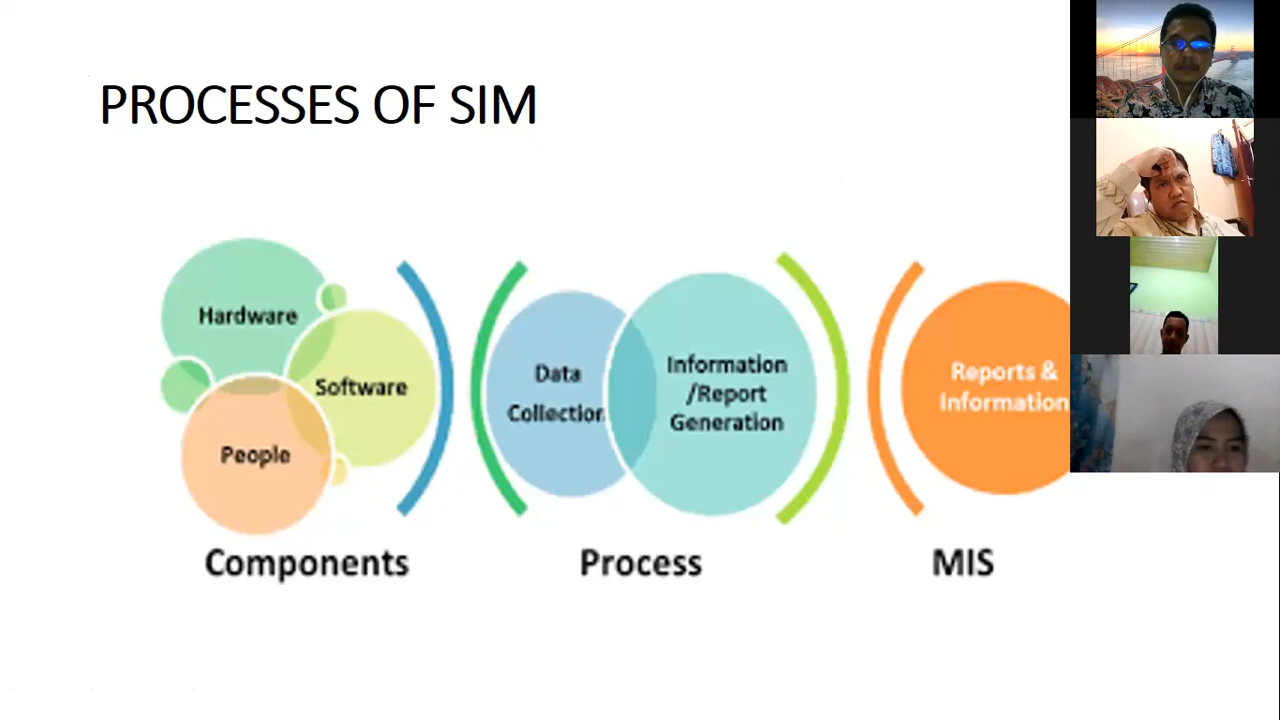 PROCESSES OF SIM
Hardware
Software
People
Components
Data
Collection
Information
/Report
Generation
Process
Reports &
Information
MIS